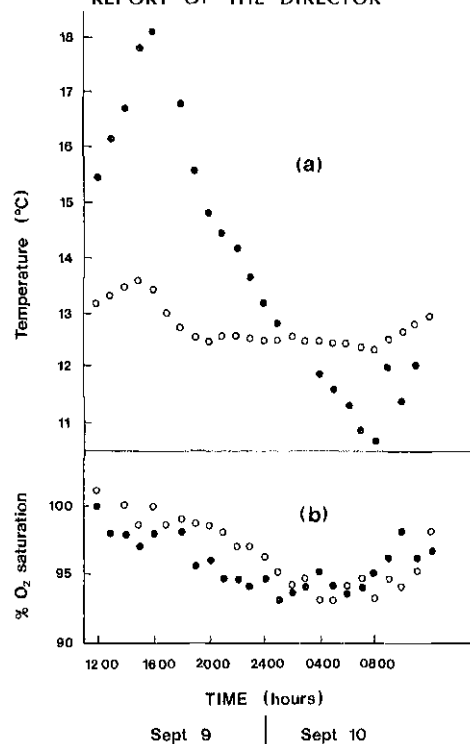 REPORT OF THE DIRECTOR
18
17
16
15
14
13
12
11
Temperature (°C)
(a)
100
95
90
% O₂ saturation
(b)
1200 1600 2000 2400 0400 0800
TIME (hours)
Sept 9 Sept 10